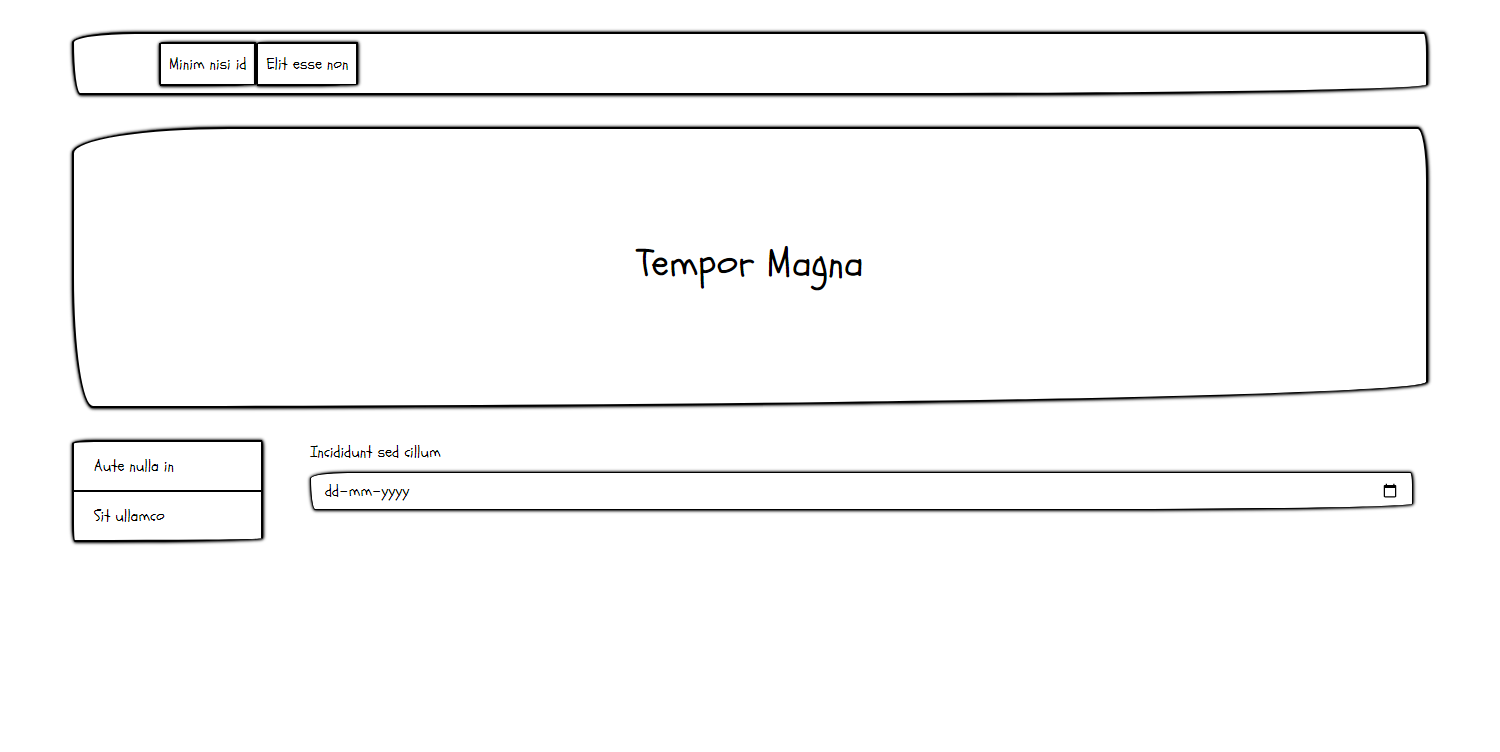 Minim nisi id
Elit esse non
Tempor Magna
Aute nulla in
Sit ullamco
Incididunt sed cillum
dd-mm-yyyy